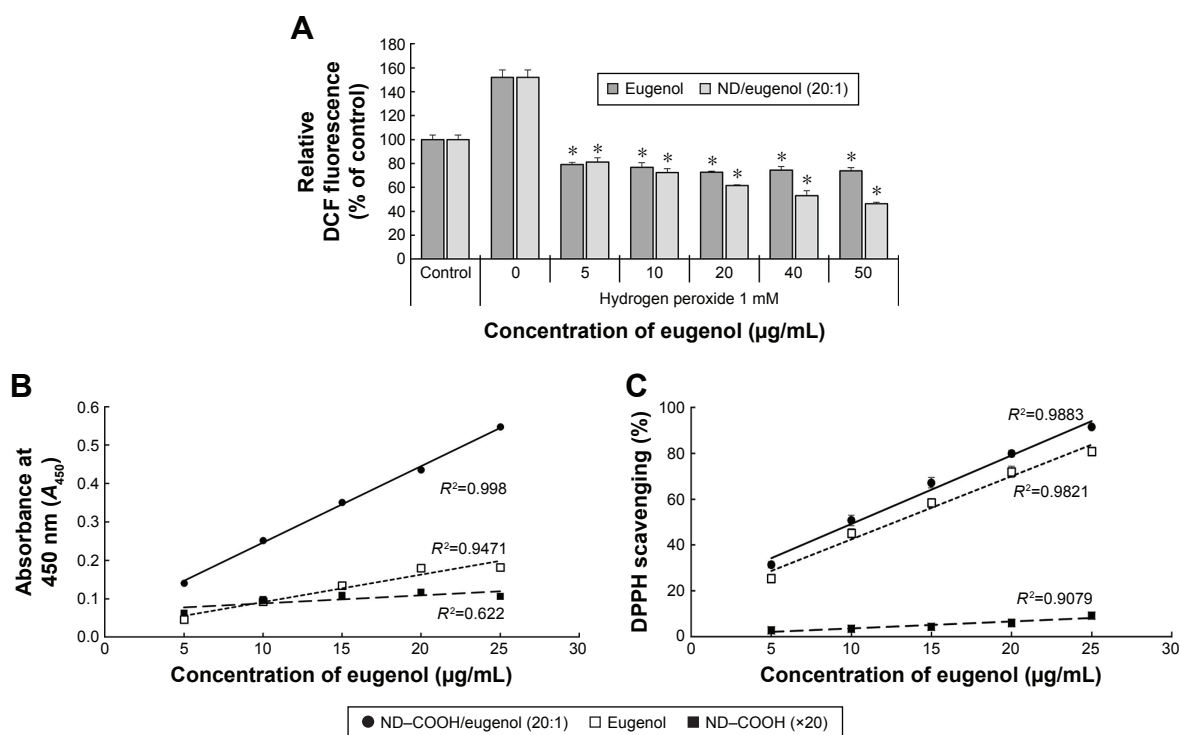 A
Relative
DCF fluorescence
(% of control)
180
160
140
120
100
80
60
40
20
0
Eugenol
ND/eugenol (20:1)
* * * * * * * * * *
Control 0 5 10 20 40 50
Hydrogen peroxide 1 mM
Concentration of eugenol (µg/mL)
B
Absorbance at
450 nm (A450)
0.6
0.5
0.4
0.3
0.2
0.1
0.0
R²=0.998
R²=0.9471
R²=0.622
0 5 10 15 20 25 30
Concentration of eugenol (µg/mL)
C
DPPH scavenging (%)
100
80
60
40
20
0
R²=0.9883
R²=0.9821
R²=0.9079
0 5 10 15 20 25 30
Concentration of eugenol (µg/mL)
ND–COOH/eugenol (20:1)
Eugenol
ND–COOH (×20)